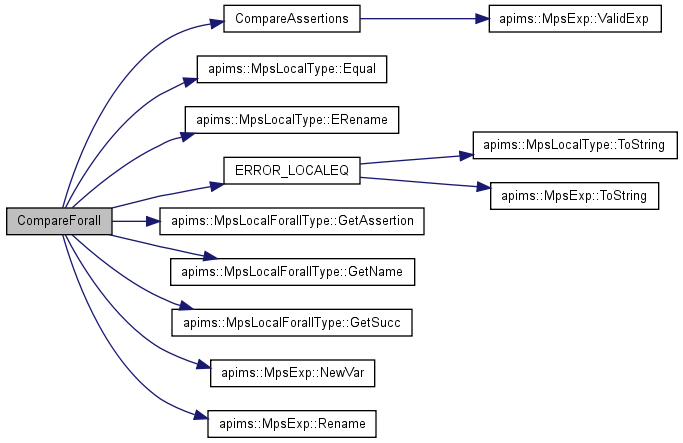 CompareAssertions
apims::MpsExp::ValidExp
apims::MpsLocalType::Equal
apims::MpsLocalType::ERename
apims::MpsLocalType::ToString
ERROR_LOCALEQ
apims::MpsExp::ToString
CompareForall
apims::MpsLocalForallType::GetAssertion
apims::MpsLocalForallType::GetName
apims::MpsLocalForallType::GetSucc
apims::MpsExp::NewVar
apims::MpsExp::Rename